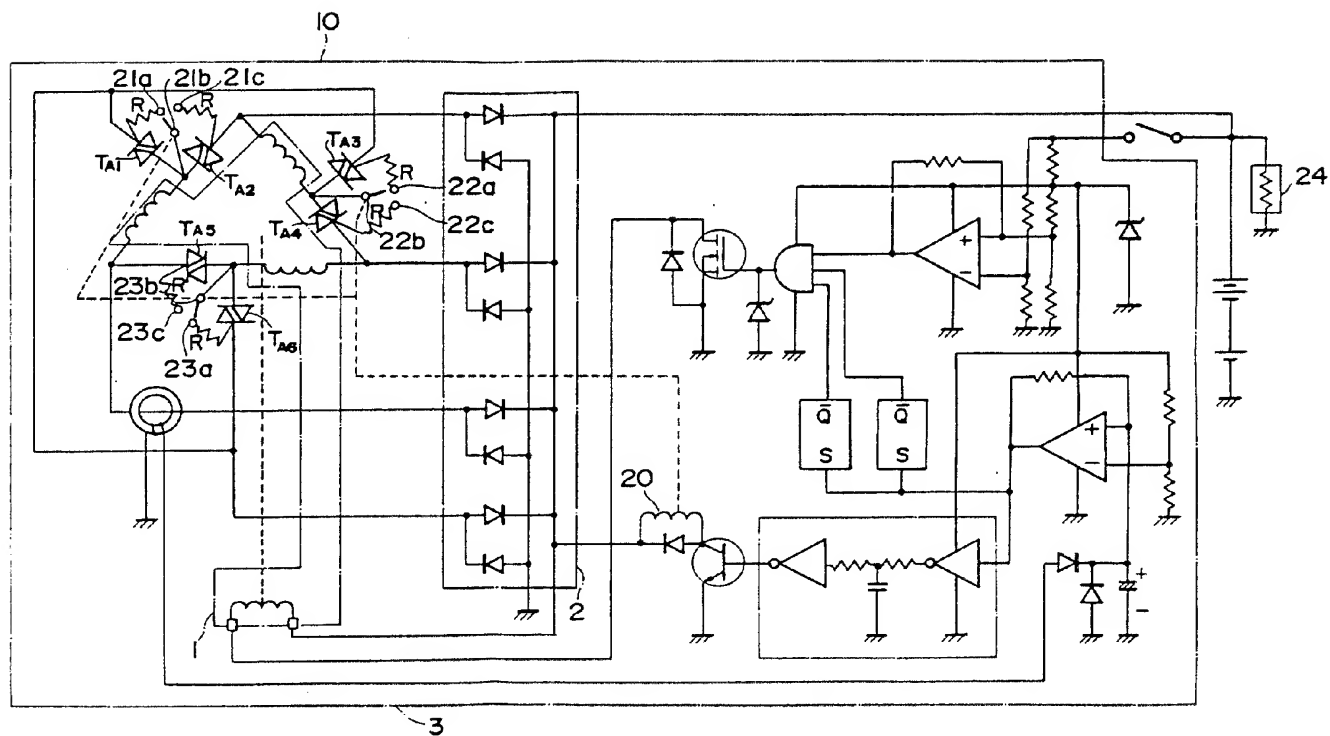 10
21a 21b 21c
R R
TA1
TA2
TA3
R
22a
22c
R
22b
TA4
TA5
R
23b
23c
R
23a
TA6
24
+
−
Q̄ Q̄
S S
+
−
20
+
−
1
2
3